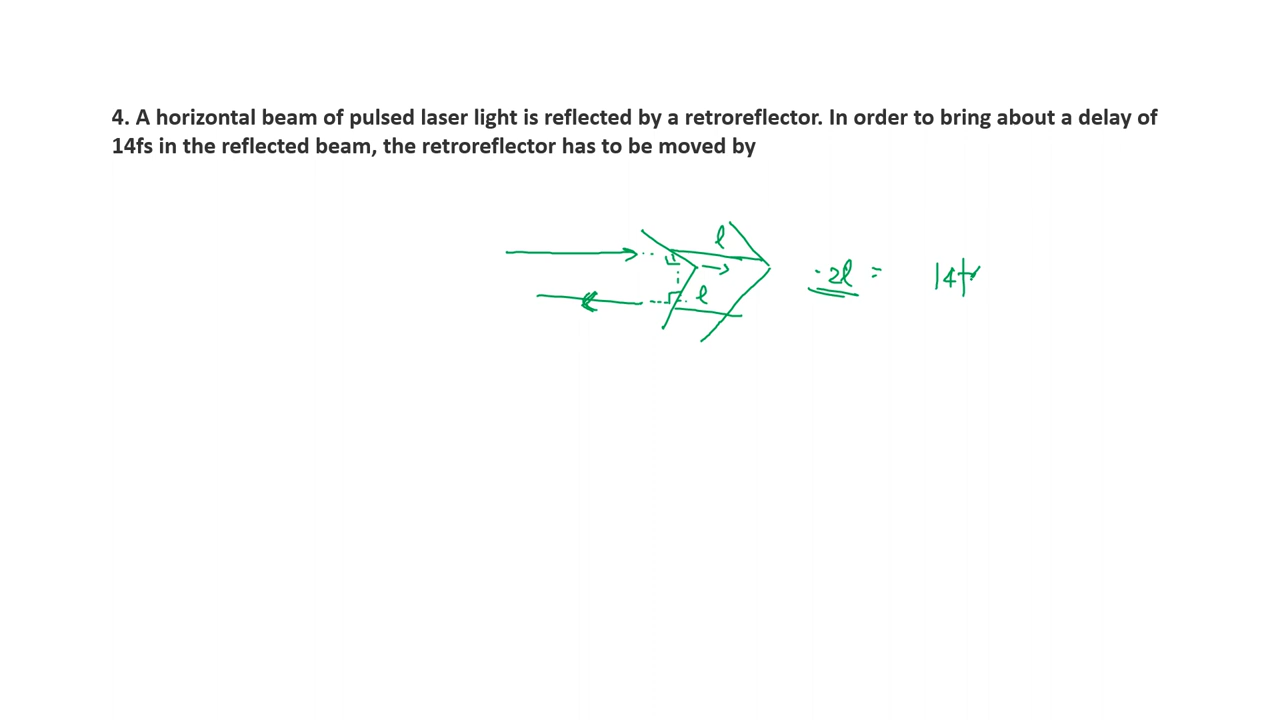 4. A horizontal beam of pulsed laser light is reflected by a retroreflector. In order to bring about a delay of
14fs in the reflected beam, the retroreflector has to be moved by
l
2l = 14fs
l